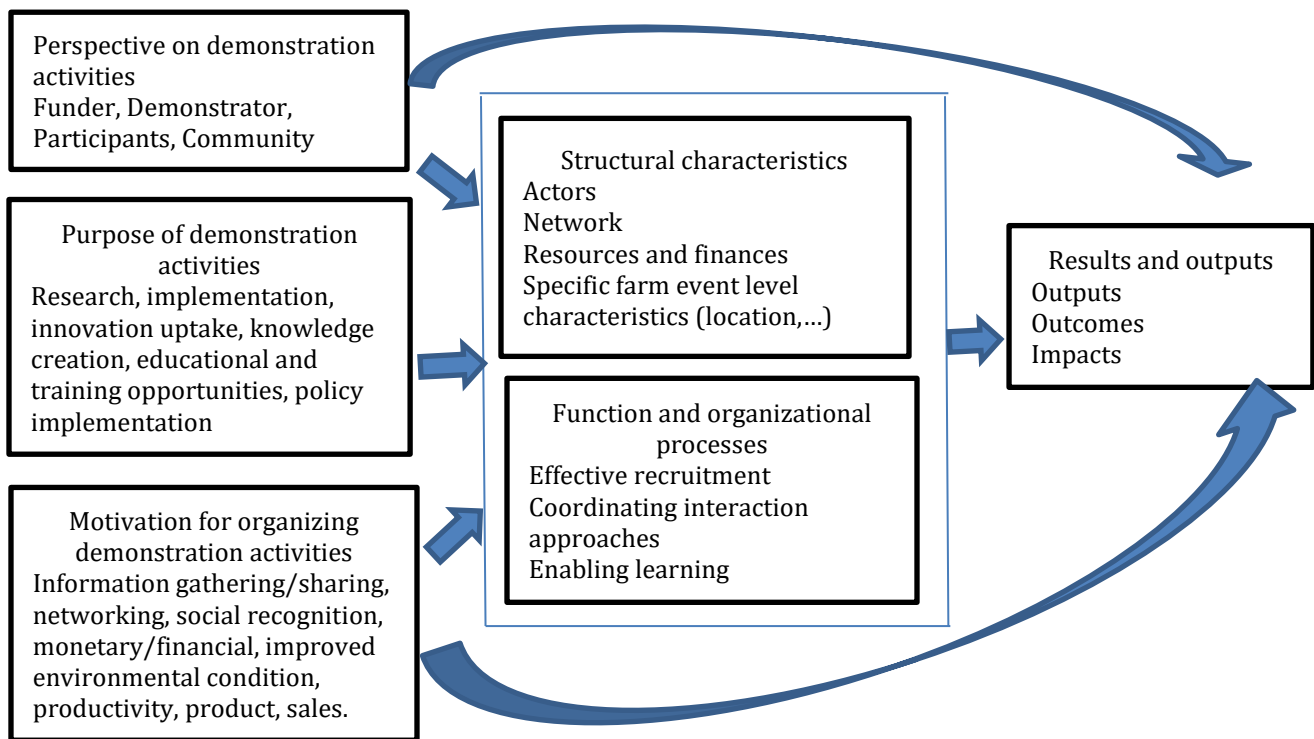 Perspective on demonstration
activities
Funder, Demonstrator,
Participants, Community
Purpose of demonstration
activities
Research, implementation,
innovation uptake, knowledge
creation, educational and
training opportunities, policy
implementation
Motivation for organizing
demonstration activities
Information gathering/sharing,
networking, social recognition,
monetary/financial, improved
environmental condition,
productivity, product, sales.
Structural characteristics
Actors
Network
Resources and finances
Specific farm event level
characteristics (location,...)
Function and organizational
processes
Effective recruitment
Coordinating interaction
approaches
Enabling learning
Results and outputs
Outputs
Outcomes
Impacts